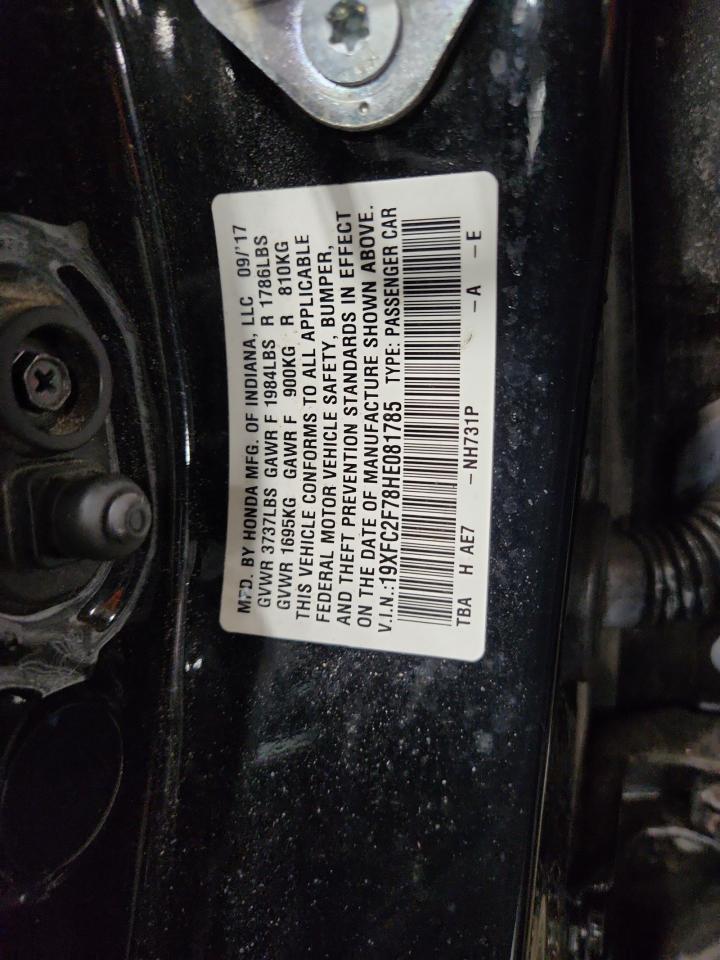 MFD. BY HONDA MFG. OF INDIANA, LLC 09/'17
GVWR 3737LBS GAWR F 1984LBS R 1786LBS
GVWR 1695KG GAWR F 900KG R 810KG
THIS VEHICLE CONFORMS TO ALL APPLICABLE
FEDERAL MOTOR VEHICLE SAFETY, BUMPER,
AND THEFT PREVENTION STANDARDS IN EFFECT
ON THE DATE OF MANUFACTURE SHOWN ABOVE.
V.I.N.:19XFC2F78HE081785 TYPE: PASSENGER CAR
TBA H AE7 -NH731P -A -E